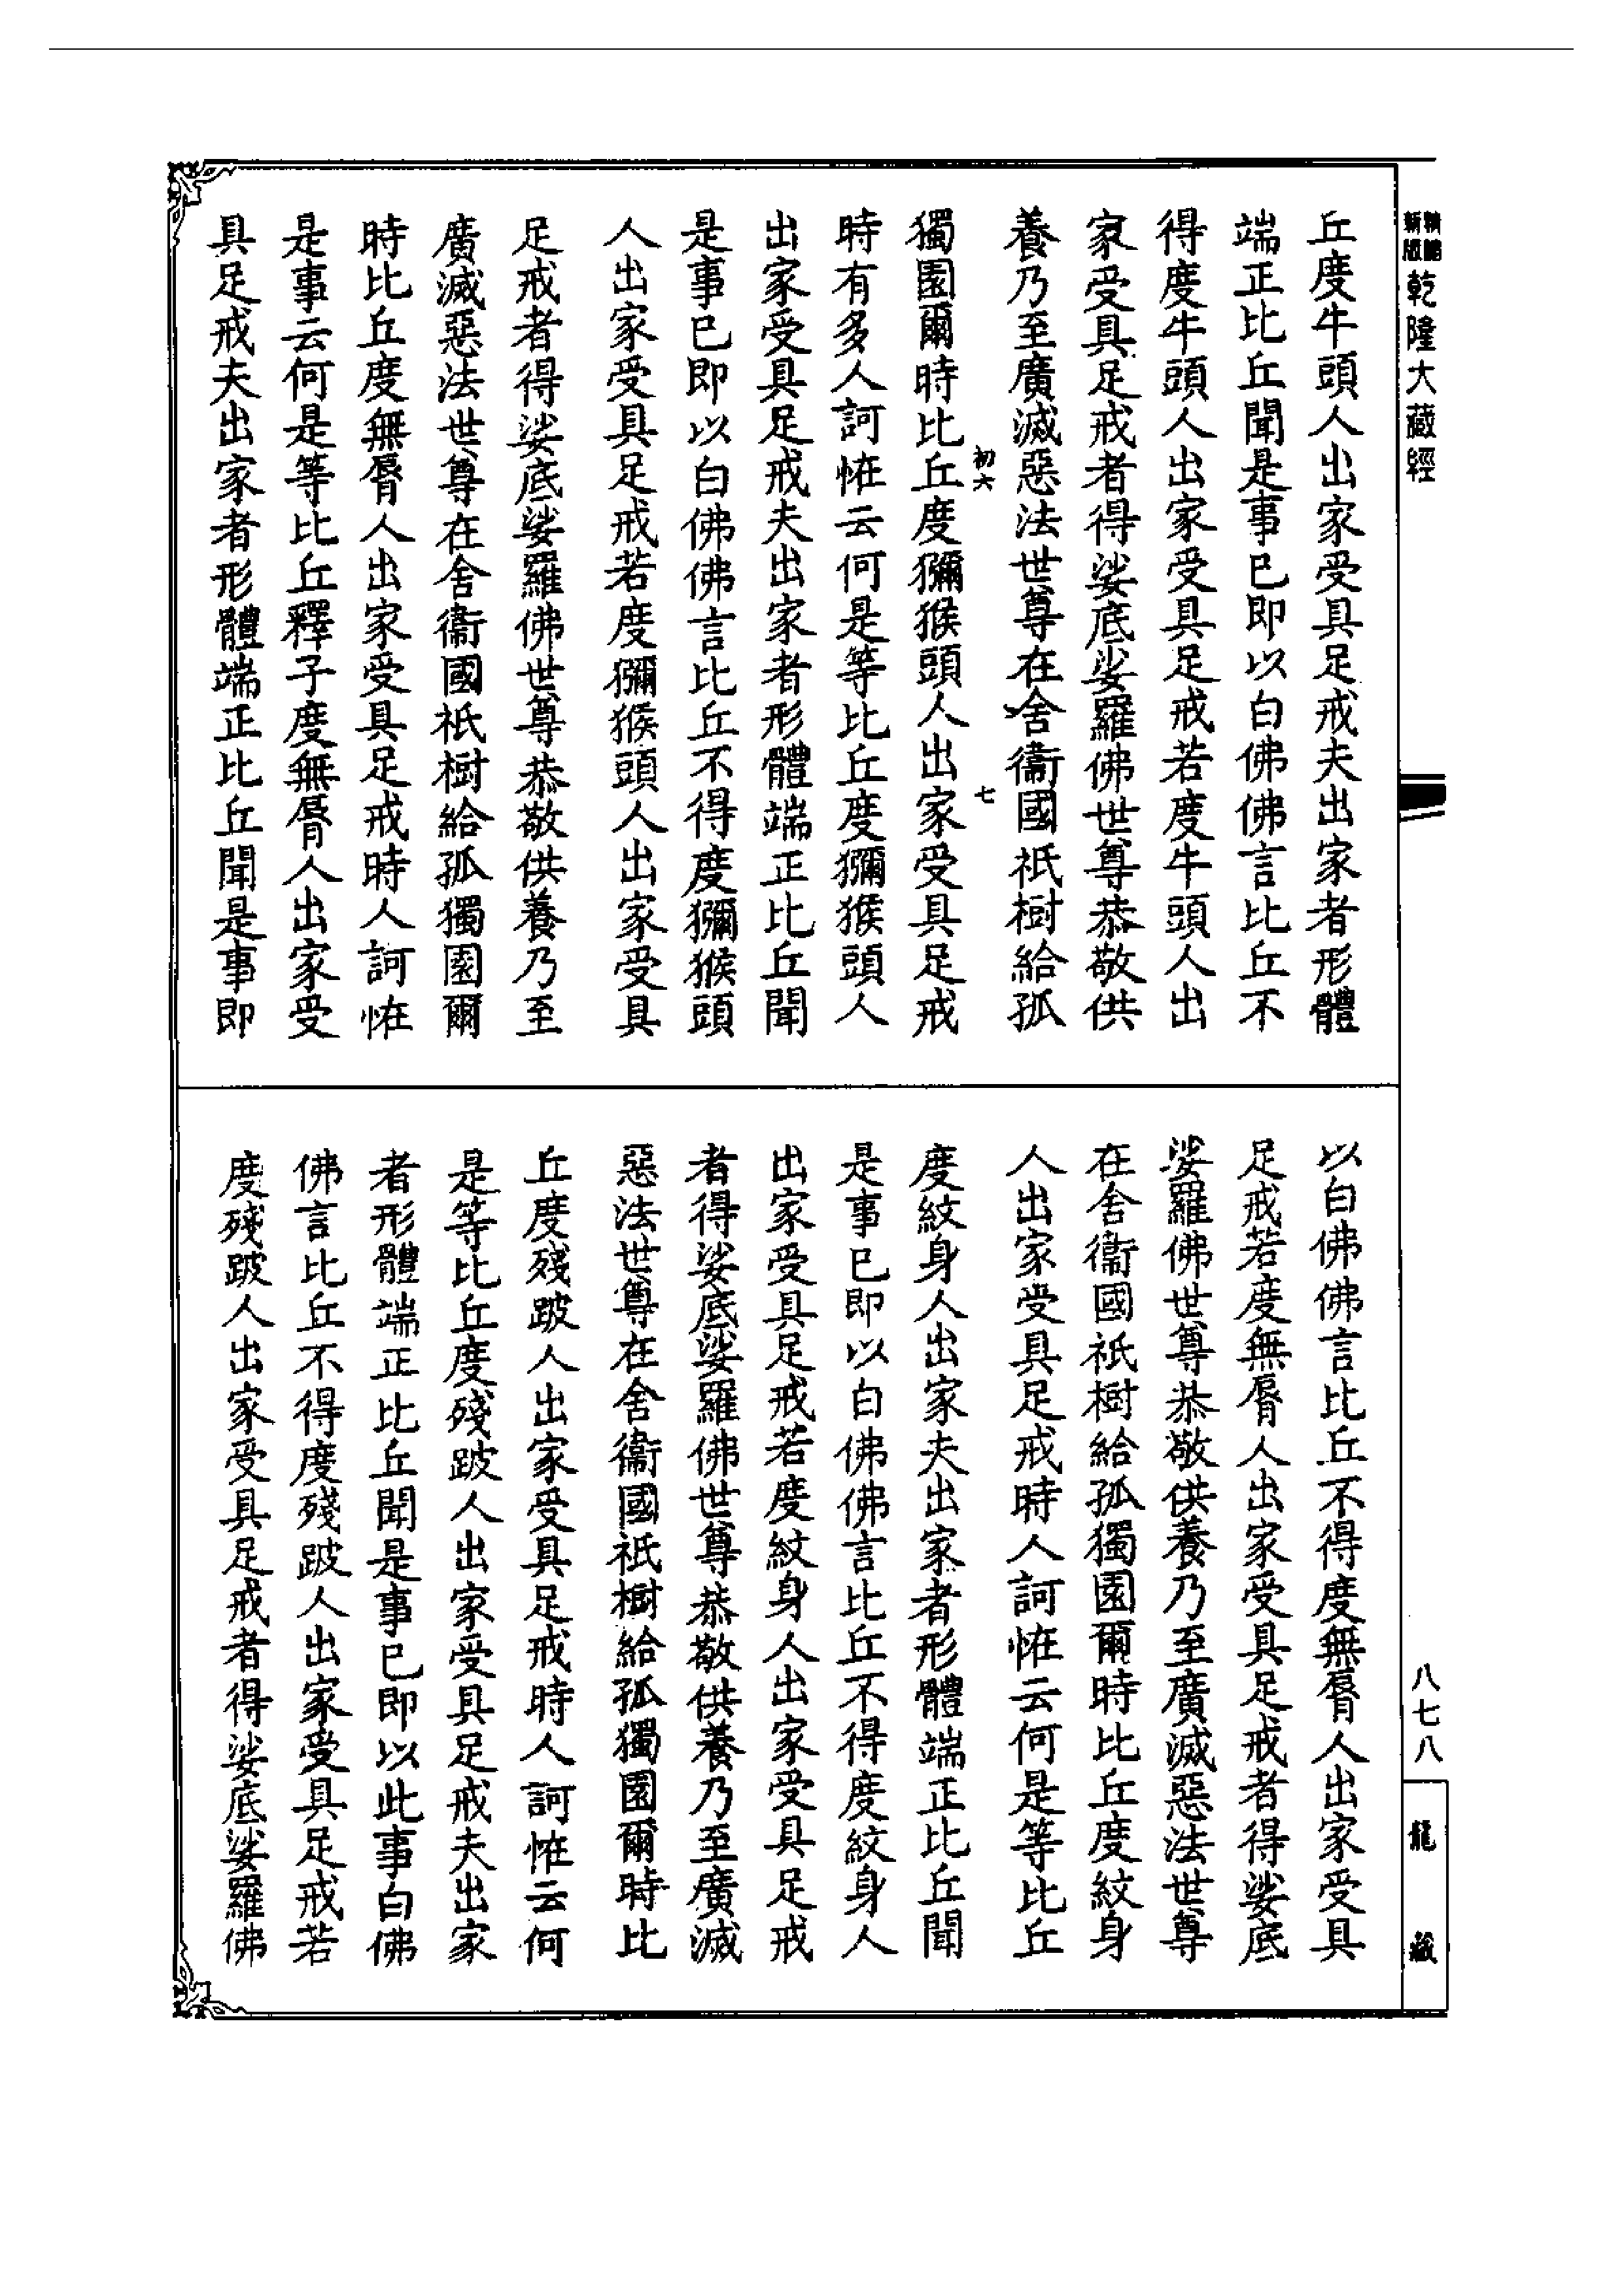 精縮
新版
乾隆大藏經
丘度牛頭人出家受具足戒夫出家者形體
端正比丘聞是事已即以白佛佛言比丘不
得度牛頭人出家受具足戒若度牛頭人出
家受具足戒者得娑底娑羅佛世尊恭敬供
養乃至廣滅惡法世尊在舍衞國祇樹給孤
初六 七
獨園爾時比丘度獼猴頭人出家受具足戒
時有多人訶怪云何是等比丘度獼猴頭人
出家受具足戒夫出家者形體端正比丘聞
是事已即以白佛佛言比丘不得度獼猴頭
人出家受具足戒若度獼猴頭人出家受具
足戒者得娑底娑羅佛世尊恭敬供養乃至
廣滅惡法世尊在舍衞國祇樹給孤獨園爾
時比丘度無脣人出家受具足戒時人訶怪
是事云何是等比丘釋子度無脣人出家受
具足戒夫出家者形體端正比丘聞是事即
以白佛佛言比丘不得度無脣人出家受具
足戒若度無脣人出家受具足戒者得娑底
娑羅佛世尊恭敬供養乃至廣滅惡法世尊
在舍衞國祇樹給孤獨園爾時比丘度紋身
人出家受具足戒時人訶怪云何是等比丘
度紋身人出家夫出家者形體端正比丘聞
是事已即以白佛佛言比丘不得度紋身人
出家受具足戒若度紋身人出家受具足戒
者得娑底娑羅佛世尊恭敬供養乃至廣滅
惡法世尊在舍衞國祇樹給孤獨園爾時比
丘度殘跛人出家受具足戒時人訶怪云何
是等比丘度殘跛人出家受具足戒夫出家
者形體端正比丘聞是事已即以此事白佛
佛言比丘不得度殘跛人出家受具足戒若
度殘跛人出家受具足戒者得娑底娑羅佛
八七八
龍藏